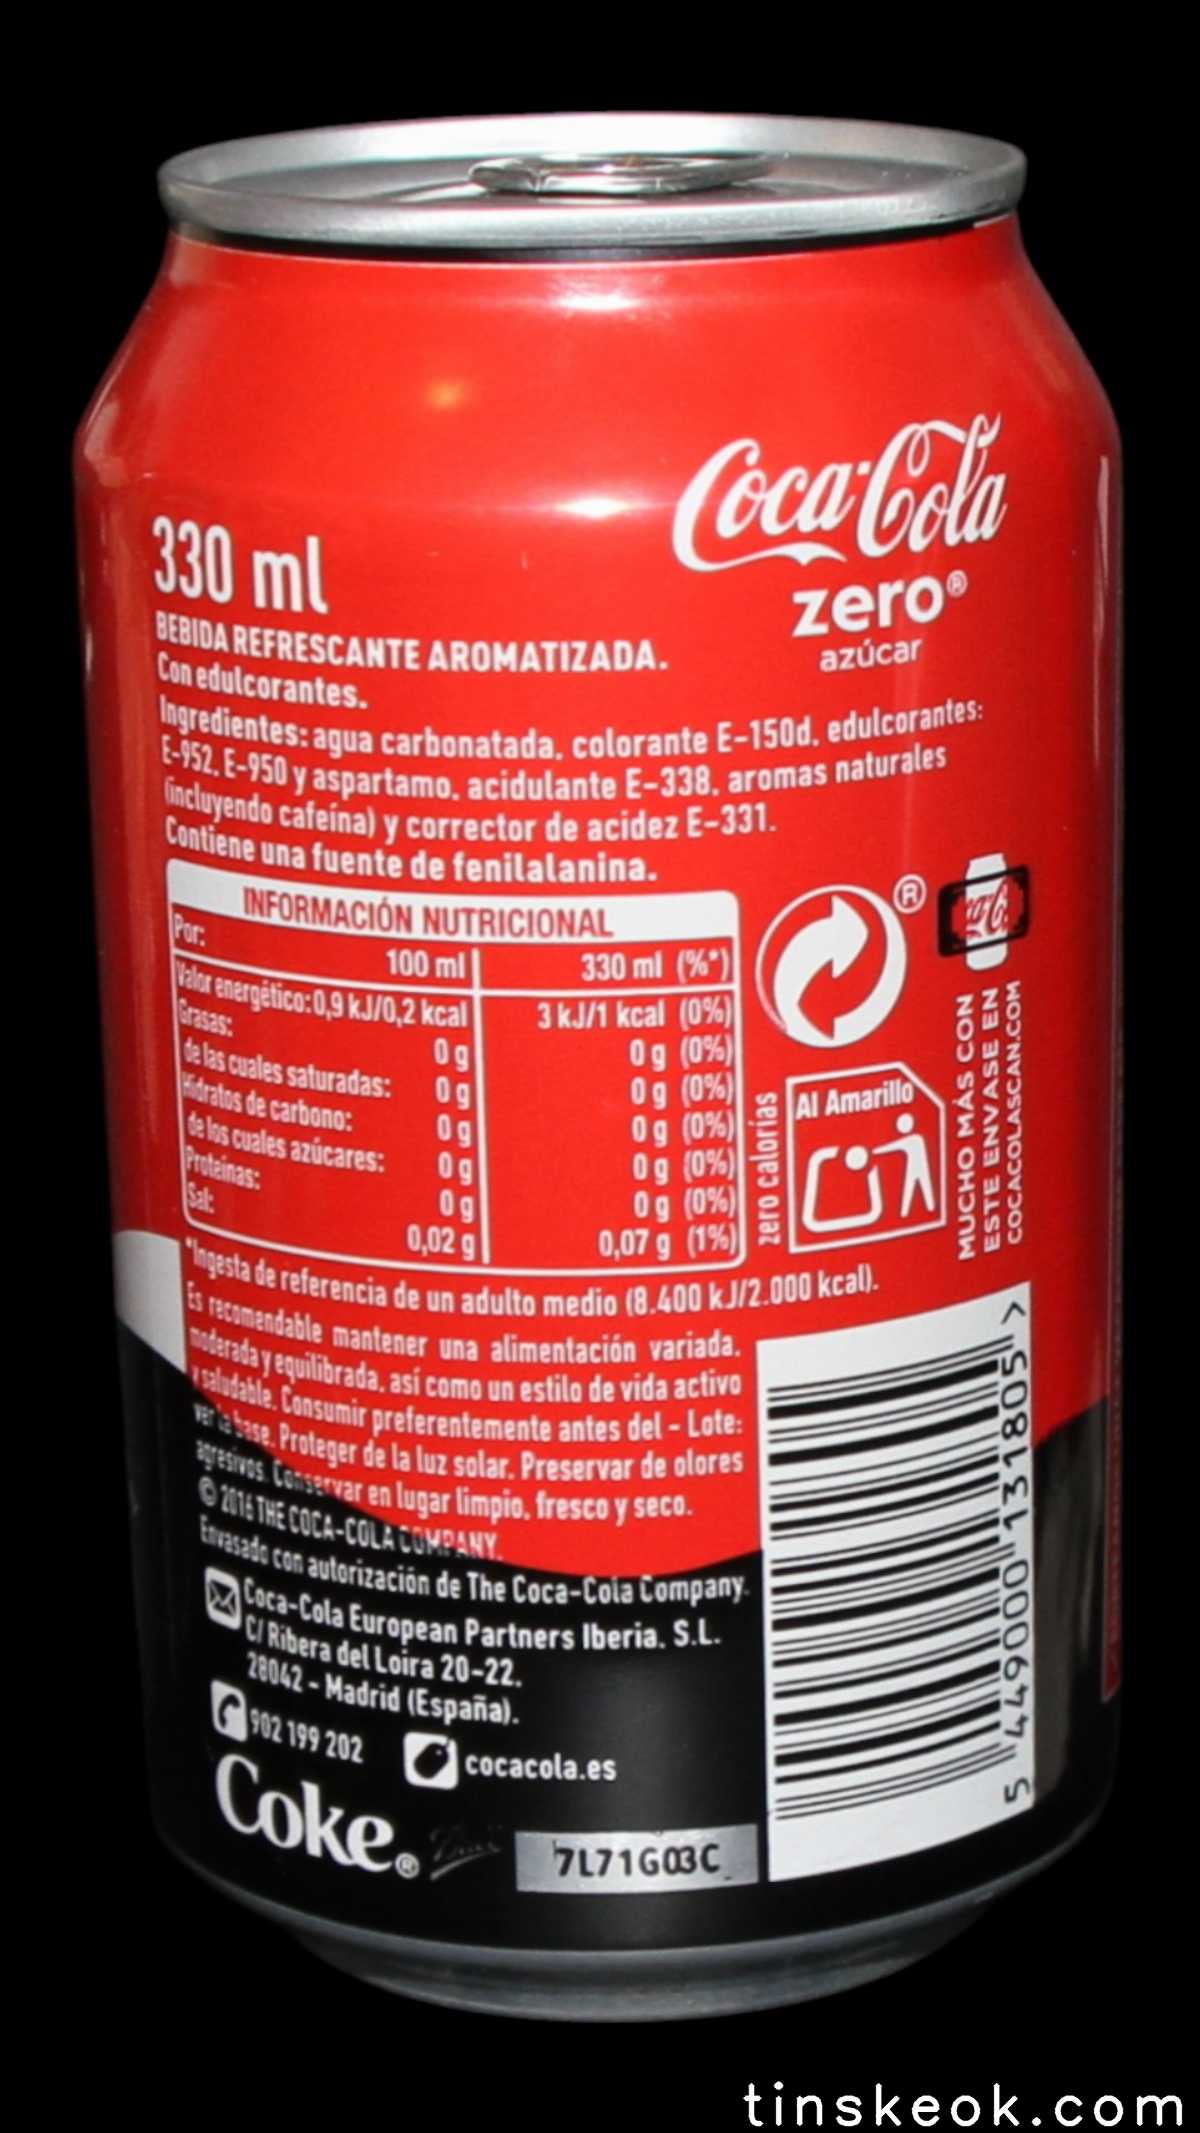 Coca-Cola
zero®
azúcar
330 ml
BEBIDA REFRESCANTE AROMATIZADA.
Con edulcorantes.
Ingredientes: agua carbonatada, colorante E-150d, edulcorantes:
E-952, E-950 y aspartamo, acidulante E-338, aromas naturales
(incluyendo cafeína) y corrector de acidez E-331.
Contiene una fuente de fenilalanina.
INFORMACIÓN NUTRICIONAL
Por: 100 ml 330 ml (%*)
Valor energético: 0,9 kJ/0,2 kcal 3 kJ/1 kcal (0%)
Grasas: 0 g 0 g (0%)
de las cuales saturadas: 0 g 0 g (0%)
Hidratos de carbono: 0 g 0 g (0%)
de los cuales azúcares: 0 g 0 g (0%)
Proteínas: 0 g 0 g (0%)
Sal: 0,02 g 0,07 g (1%)
zero calorías
®
Al Amarillo
MUCHO MÁS CON
ESTE ENVASE EN
COCACOLASCAN.COM
*Ingesta de referencia de un adulto medio (8.400 kJ/2.000 kcal).
Es recomendable mantener una alimentación variada,
moderada y equilibrada, así como un estilo de vida activo
y saludable. Consumir preferentemente antes del - Lote:
ver la base. Proteger de la luz solar. Preservar de olores
agresivos. Conservar en lugar limpio, fresco y seco.
© 2016 THE COCA-COLA COMPANY.
Envasado con autorización de The Coca-Cola Company
Coca-Cola European Partners Iberia, S.L.
C/ Ribera del Loira 20-22.
28042 - Madrid (España).
902 199 202
cocacola.es
Coke®
7L71G03C
5 449000 131805 >
tinskeok.com